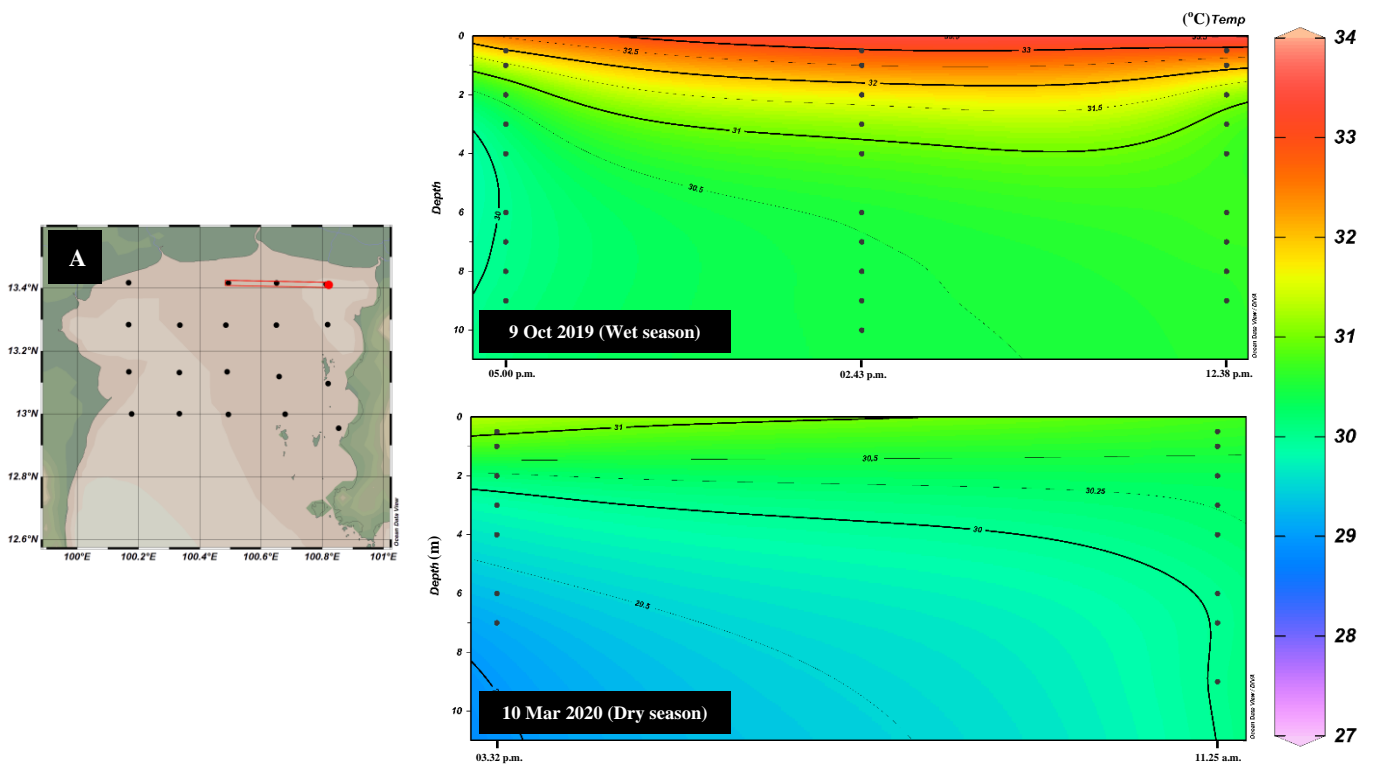 (°C) Temp
A
13.4°N
13.2°N
13°N
12.8°N
12.6°N
100°E
100.2°E
100.4°E
100.6°E
100.8°E
101°E
Ocean Data View
Depth
0
2
4
6
8
10
32.5
33
32
31.5
31
30.5
30
9 Oct 2019 (Wet season)
Ocean Data View / DIVA
05.00 p.m.
02.43 p.m.
12.38 p.m.
Depth (m)
0
2
4
6
8
10
31
30.5
30.25
30
29.5
10 Mar 2020 (Dry season)
Ocean Data View / DIVA
03.32 p.m.
11.25 a.m.
34
33
32
31
30
29
28
27